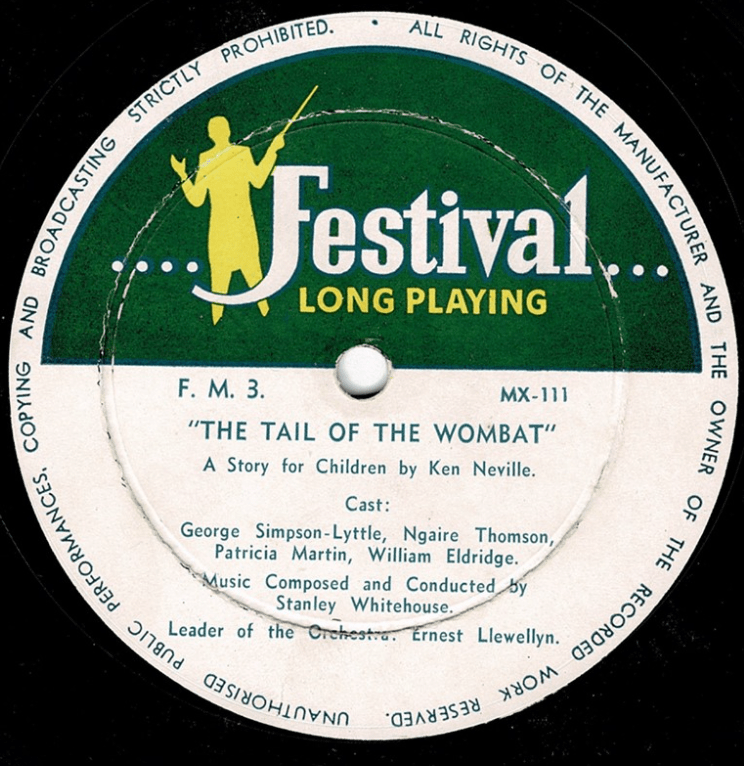 ALL RIGHTS OF THE MANUFACTURER AND THE OWNER OF THE RECORDED WORK RESERVED. UNAUTHORISED PUBLIC PERFORMANCES, COPYING AND BROADCASTING STRICTLY PROHIBITED.
....Festival...
LONG PLAYING
F. M. 3. MX-111
"THE TAIL OF THE WOMBAT"
A Story for Children by Ken Neville.
Cast:
George Simpson-Lyttle, Ngaire Thomson,
Patricia Martin, William Eldridge.
Music Composed and Conducted by
Stanley Whitehouse.
Leader of the Orchestra: Ernest Llewellyn.